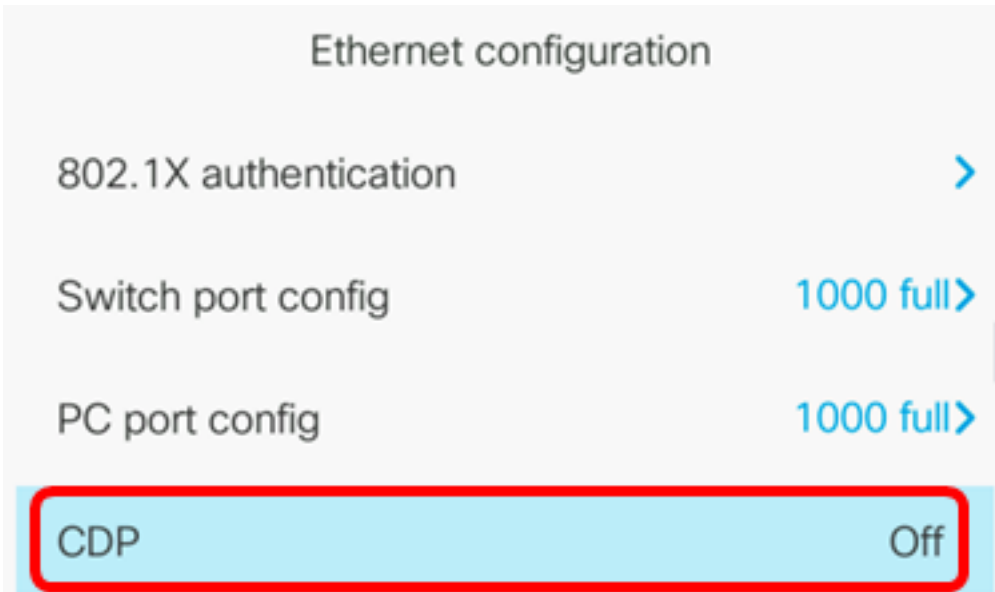 Ethernet configuration
802.1X authentication
Switch port config 1000 full
PC port config 1000 full
CDP Off